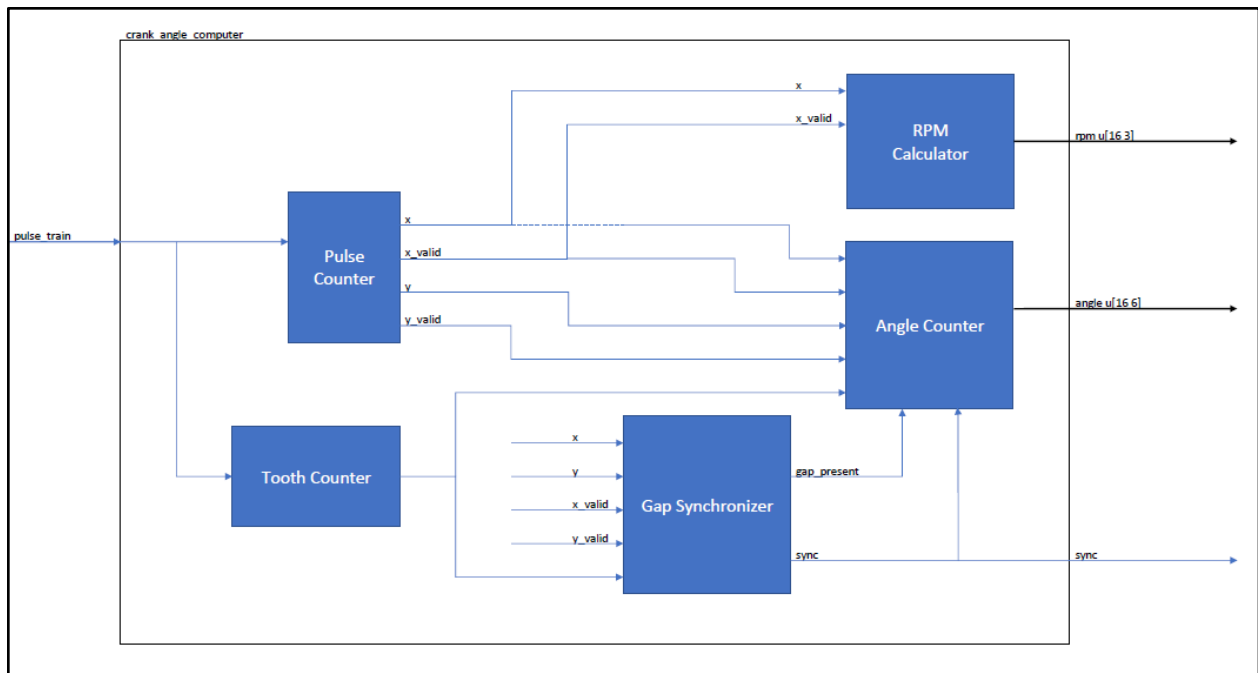 crank_angle_computer
x
x_valid
RPM
Calculator
rpm u[16 3]
pulse_train
Pulse
Counter
x
x_valid
y
y_valid
Angle Counter
angle u[16 6]
Tooth Counter
x
y
x_valid
y_valid
Gap Synchronizer
gap_present
sync
sync